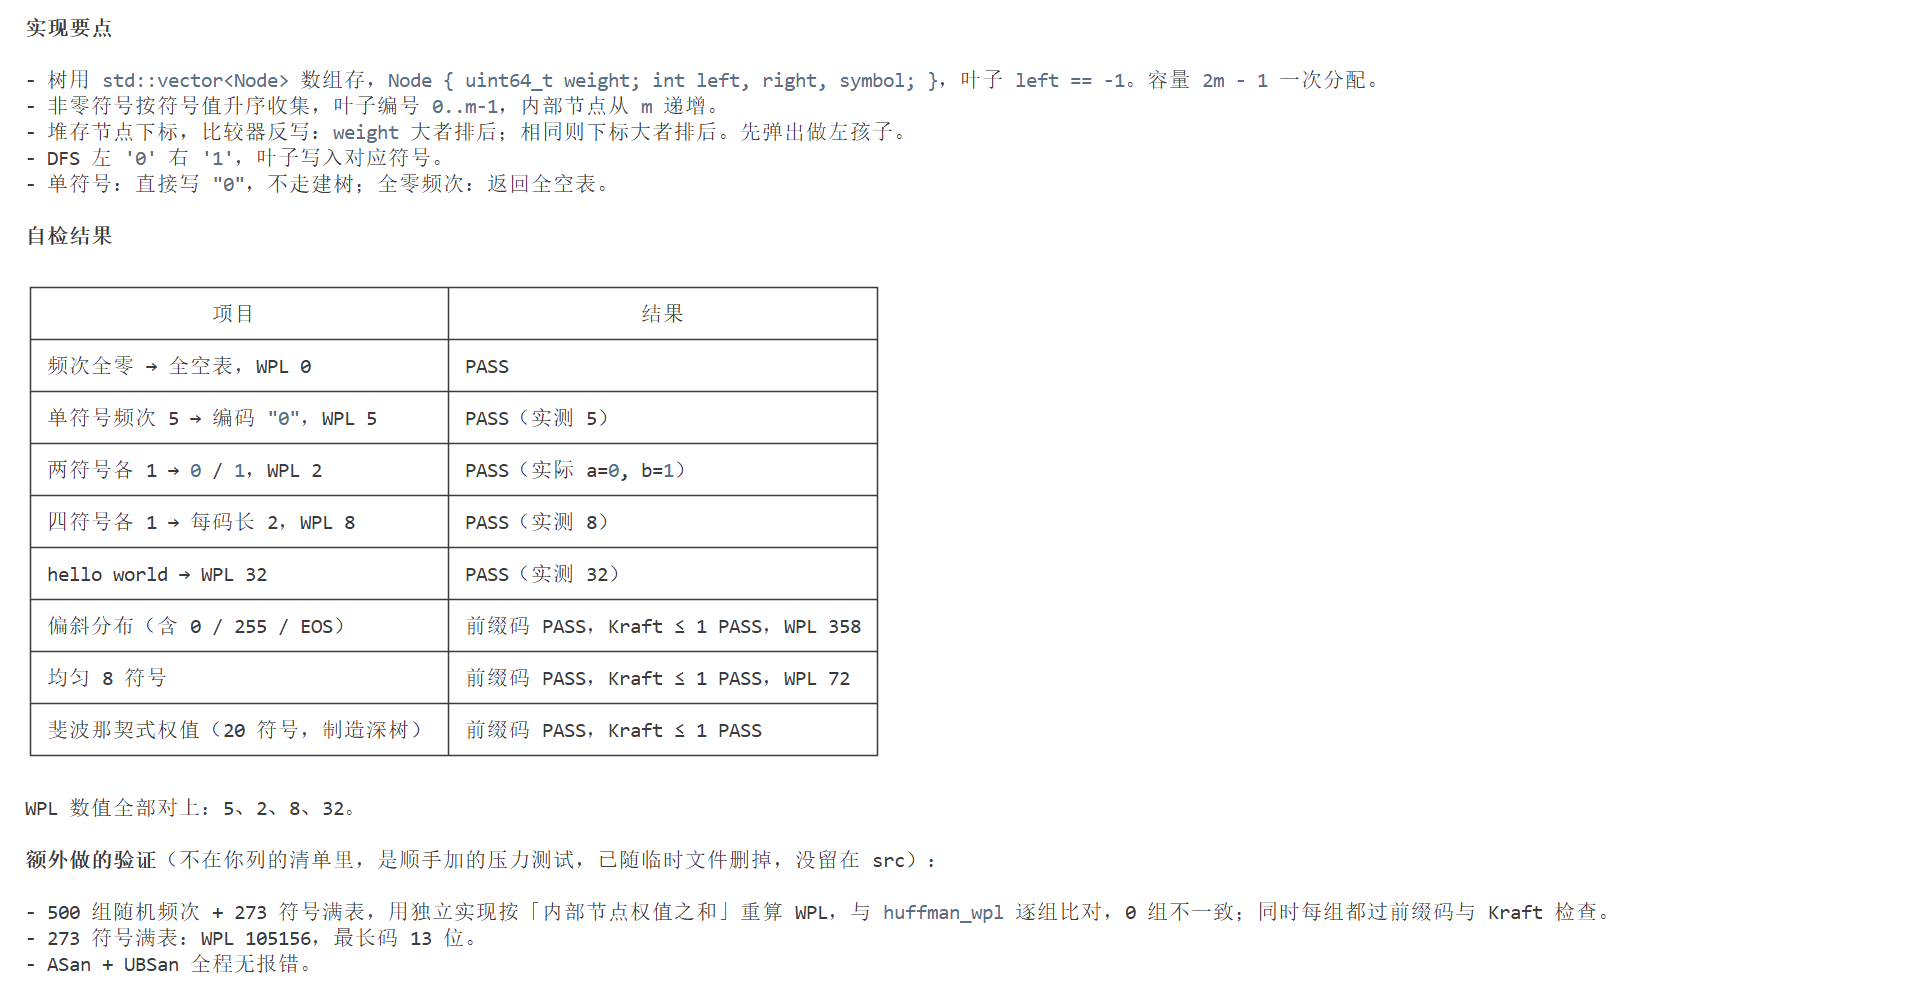 实现要点
- 树用 std::vector<Node> 数组存，Node { uint64_t weight; int left, right, symbol; }，叶子 left == -1。容量 2m - 1 一次分配。
- 非零符号按符号值升序收集，叶子编号 0..m-1，内部节点从 m 递增。
- 堆存节点下标，比较器反写：weight 大者排后；相同则下标大者排后。先弹出做左孩子。
- DFS 左 '0' 右 '1'，叶子写入对应符号。
- 单符号：直接写 "0"，不走建树；全零频次：返回全空表。
自检结果
项目 结果
频次全零 → 全空表，WPL 0 PASS
单符号频次 5 → 编码 "0"，WPL 5 PASS（实测 5）
两符号各 1 → 0 / 1，WPL 2 PASS（实际 a=0, b=1）
四符号各 1 → 每码长 2，WPL 8 PASS（实测 8）
hello world → WPL 32 PASS（实测 32）
偏斜分布（含 0 / 255 / EOS） 前缀码 PASS，Kraft ≤ 1 PASS，WPL 358
均匀 8 符号 前缀码 PASS，Kraft ≤ 1 PASS，WPL 72
斐波那契式权值（20 符号，制造深树） 前缀码 PASS，Kraft ≤ 1 PASS
WPL 数值全部对上：5、2、8、32。
额外做的验证（不在你列的清单里，是顺手加的压力测试，已随临时文件删掉，没留在 src）：
- 500 组随机频次 + 273 符号满表，用独立实现按「内部节点权值之和」重算 WPL，与 huffman_wpl 逐组比对，0 组不一致；同时每组都过前缀码与 Kraft 检查。
- 273 符号满表：WPL 105156，最长码 13 位。
- ASan + UBSan 全程无报错。